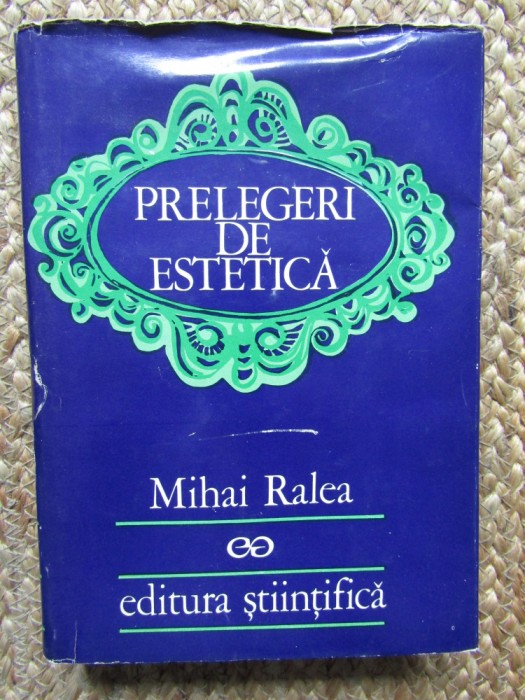 PRELEGERI
DE
ESTETICĂ
Mihai Ralea
editura științifică